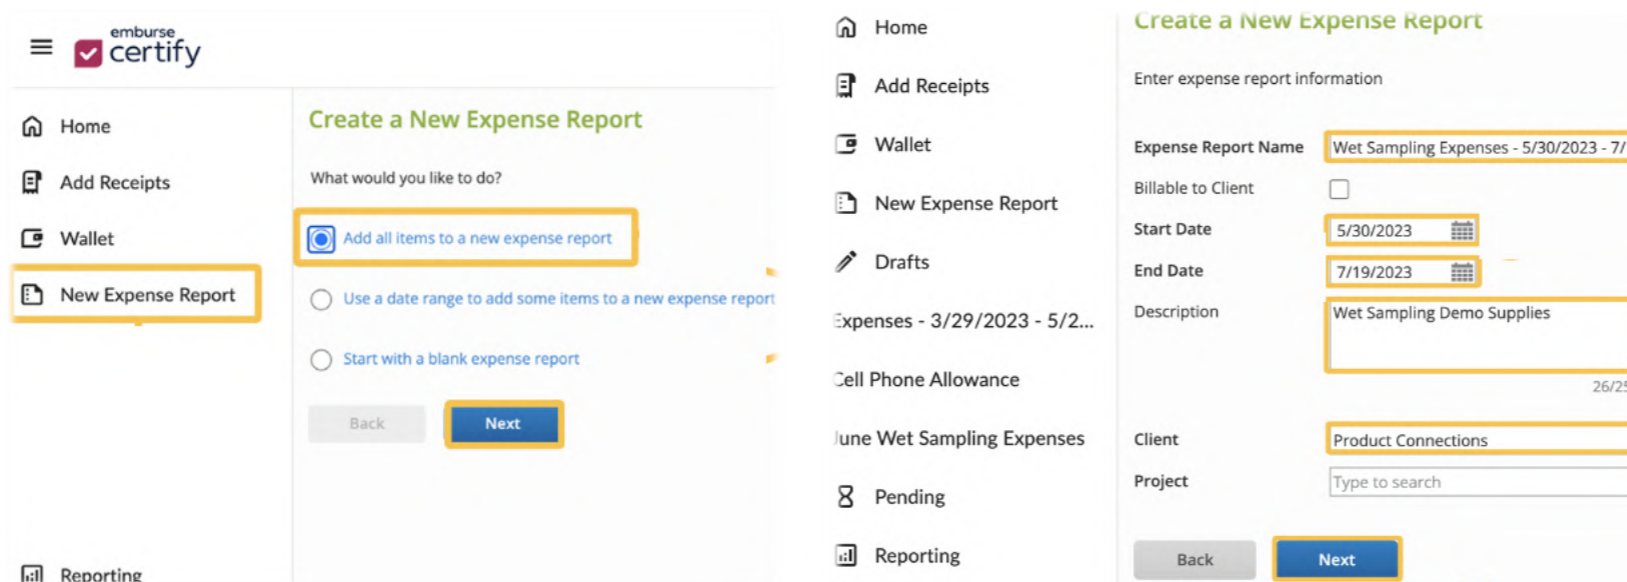 emburse
certify
Home
Add Receipts
Wallet
New Expense Report
Reporting
Create a New Expense Report
What would you like to do?
Add all items to a new expense report
Use a date range to add some items to a new expense report
Start with a blank expense report
Back
Next
Home
Add Receipts
Wallet
New Expense Report
Drafts
Expenses - 3/29/2023 - 5/2...
Cell Phone Allowance
June Wet Sampling Expenses
Pending
Reporting
Create a New Expense Report
Enter expense report information
Expense Report Name Wet Sampling Expenses - 5/30/2023 - 7/
Billable to Client
Start Date 5/30/2023
End Date 7/19/2023
Description Wet Sampling Demo Supplies
26/25
Client Product Connections
Project Type to search
Back Next